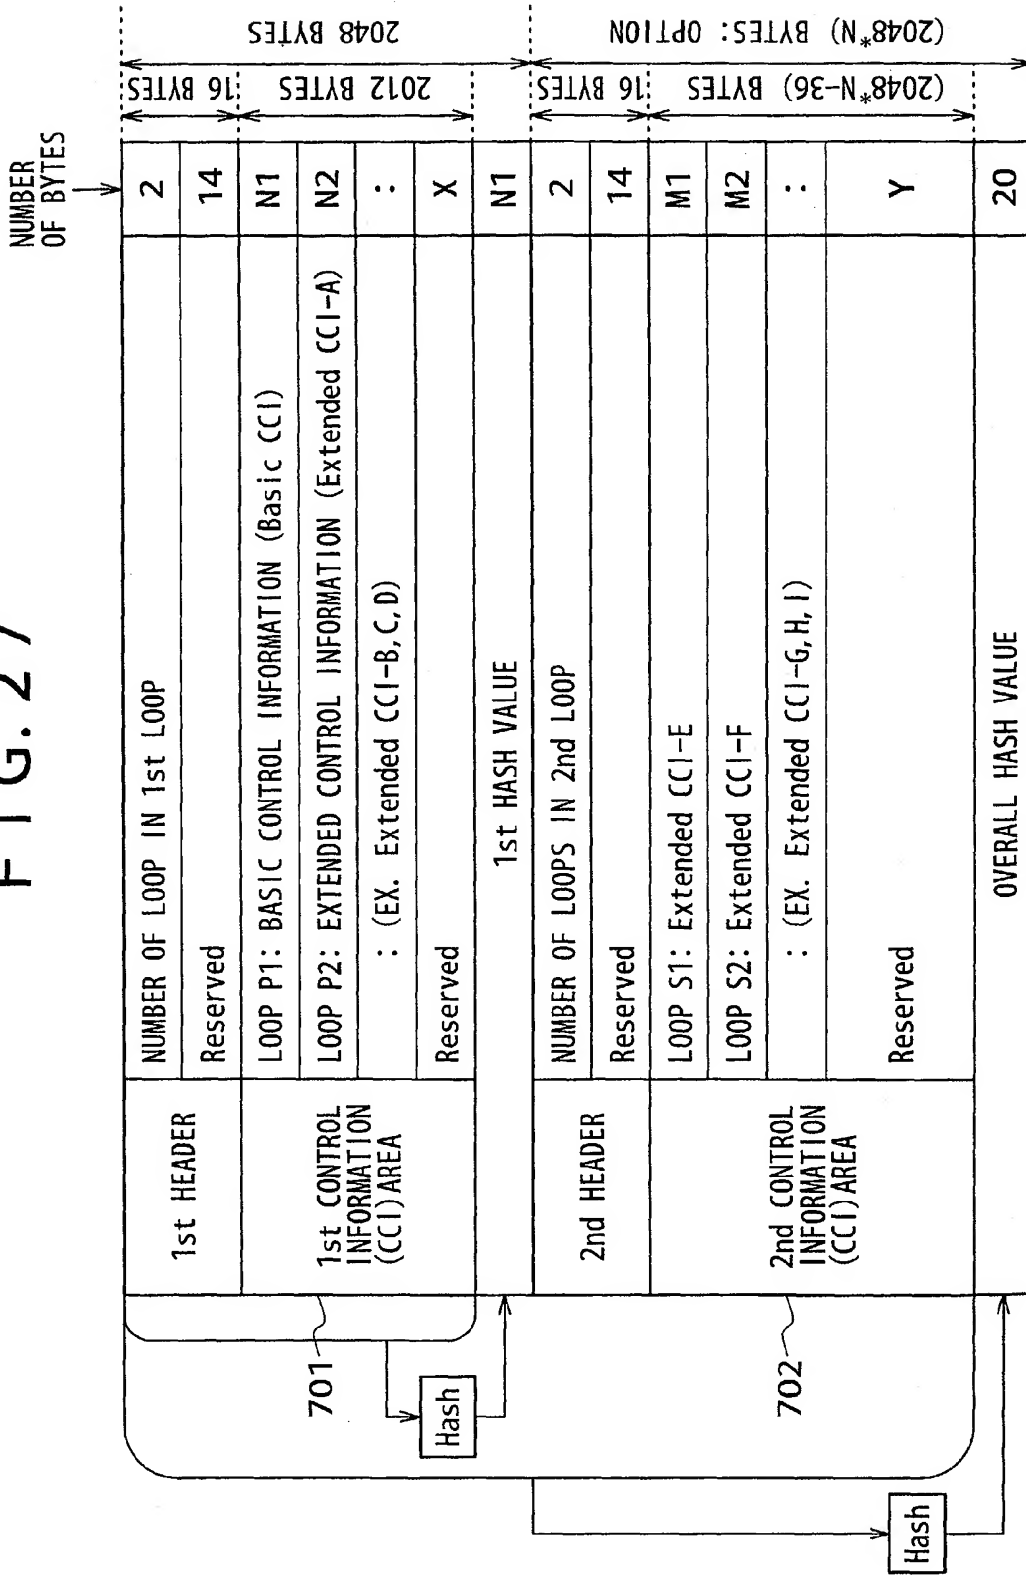 FIG. 27
NUMBER
OF BYTES
1st HEADER
NUMBER OF LOOP IN 1st LOOP
2
16 BYTES
2048 BYTES
Reserved
14
701
1st CONTROL
INFORMATION
(CCI) AREA
LOOP P1: BASIC CONTROL INFORMATION (Basic CCI)
N1
2012 BYTES
LOOP P2: EXTENDED CONTROL INFORMATION (Extended CCI-A)
N2
: (EX. Extended CCI-B, C, D)
:
Reserved
X
Hash
1st HASH VALUE
N1
2nd HEADER
NUMBER OF LOOPS IN 2nd LOOP
2
16 BYTES
(2048*N) BYTES: OPTION
Reserved
14
702
2nd CONTROL
INFORMATION
(CCI) AREA
LOOP S1: Extended CCI-E
M1
(2048*N-36) BYTES
LOOP S2: Extended CCI-F
M2
: (EX. Extended CCI-G, H, I)
:
Reserved
Y
Hash
OVERALL HASH VALUE
20